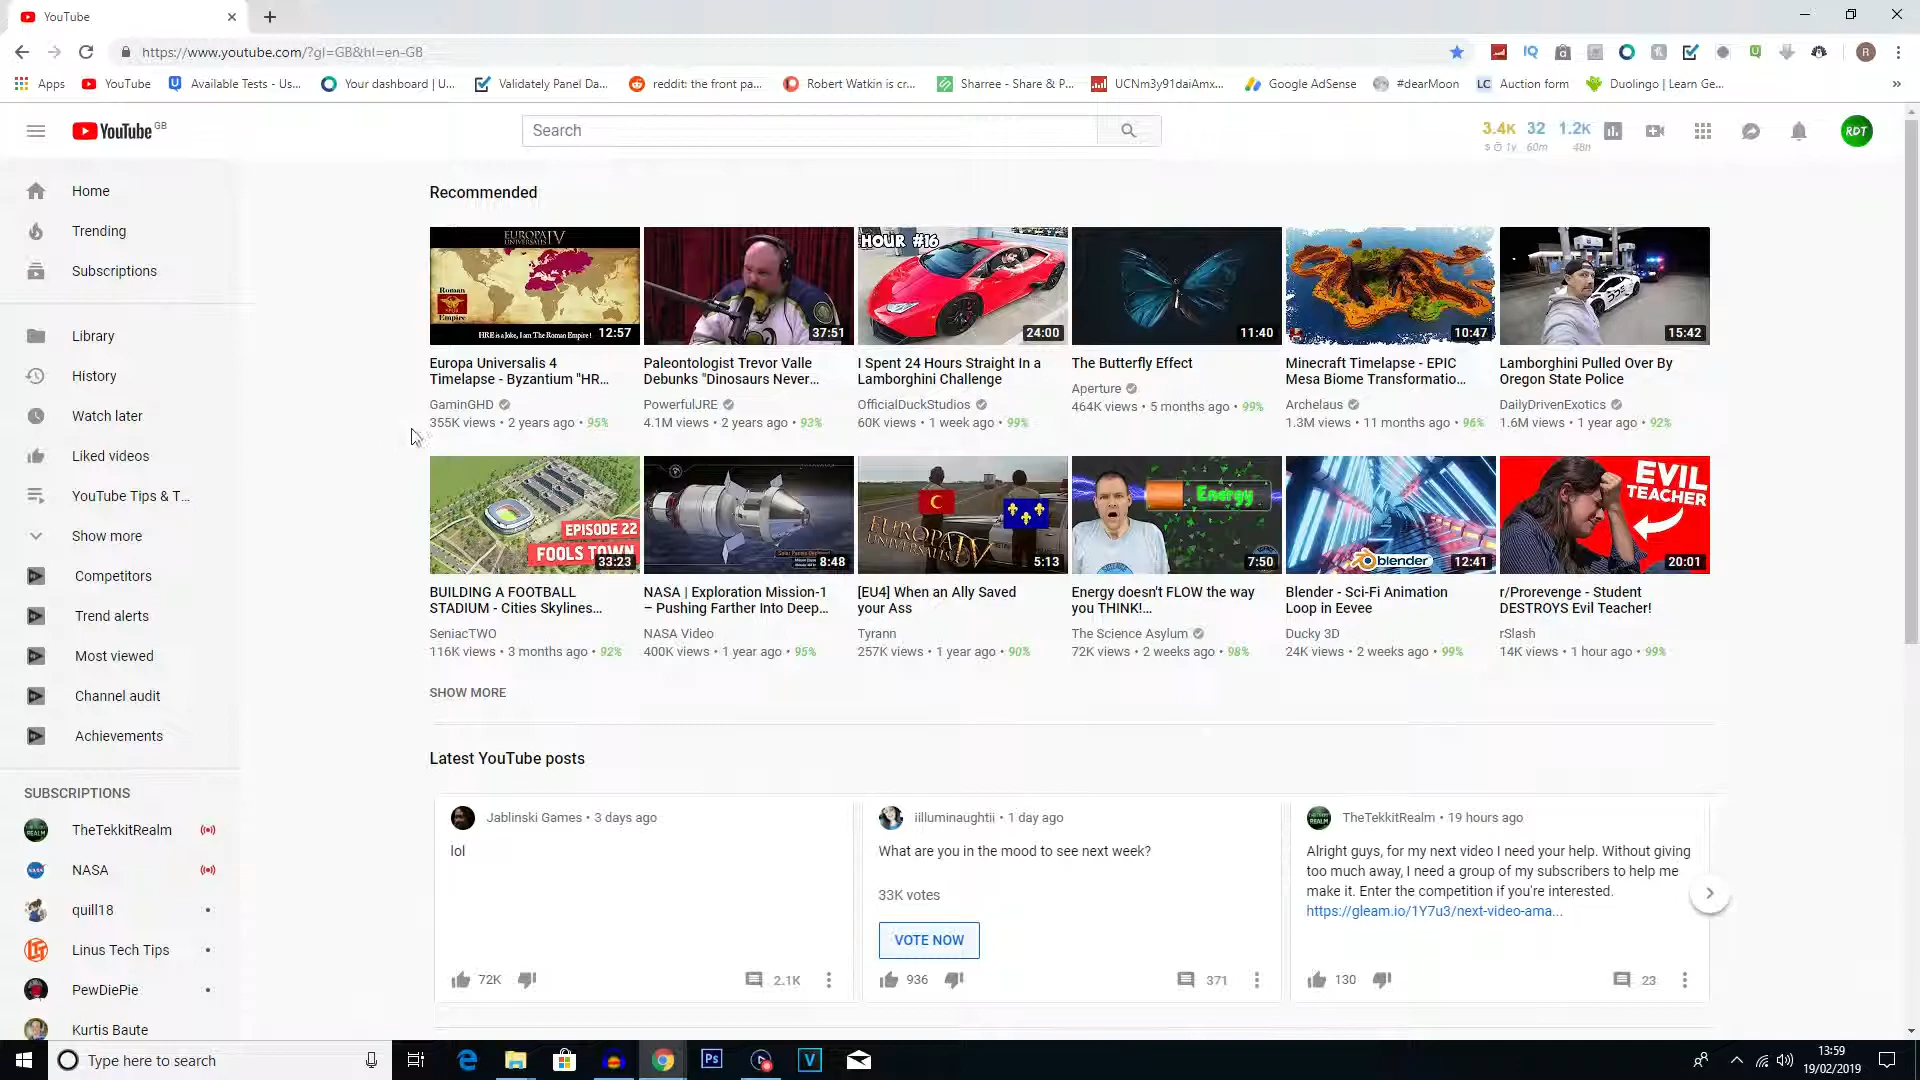 YouTube
https://www.youtube.com/?gl=GB&hl=en-GB
R
Apps
YouTube
Available Tests - Us...
Your dashboard | U...
Validately Panel Da...
reddit: the front pa...
Robert Watkin is cr...
Sharree - Share & P...
UCNm3y91daiAmx...
Google AdSense
#dearMoon
LC Auction form
Duolingo | Learn Ge...
YouTube GB
Search
3.4K 32 1.2K
1y 60m 48h
RDT
Home
Trending
Subscriptions
Library
History
Watch later
Liked videos
YouTube Tips & T...
Show more
Competitors
Trend alerts
Most viewed
Channel audit
Achievements
SUBSCRIPTIONS
TheTekkitRealm
NASA
quill18
Linus Tech Tips
PewDiePie
Kurtis Baute
Recommended
EUROPA UNIVERSALIS IV
Roman
Empire
HRE is a Joke, I am The Roman Empire!
12:57
Europa Universalis 4
Timelapse - Byzantium "HR...
GaminGHD
355K views • 2 years ago • 95%
37:51
Paleontologist Trevor Valle
Debunks "Dinosaurs Never...
PowerfulJRE
4.1M views • 2 years ago • 93%
HOUR #16
24:00
I Spent 24 Hours Straight In a
Lamborghini Challenge
OfficialDuckStudios
60K views • 1 week ago • 99%
11:40
The Butterfly Effect
Aperture
464K views • 5 months ago • 99%
10:47
Minecraft Timelapse - EPIC
Mesa Biome Transformatio...
Archelaus
1.3M views • 11 months ago • 96%
15:42
Lamborghini Pulled Over By
Oregon State Police
DailyDrivenExotics
1.6M views • 1 year ago • 92%
EPISODE 22
FOOLS TOWN
33:23
BUILDING A FOOTBALL
STADIUM - Cities Skylines...
SeniacTWO
116K views • 3 months ago • 92%
8:48
NASA | Exploration Mission-1
– Pushing Farther Into Deep...
NASA Video
400K views • 1 year ago • 95%
EUROPA
UNIVERSALIS IV
5:13
[EU4] When an Ally Saved
your Ass
Tyrann
257K views • 1 year ago • 90%
Energy
7:50
Energy doesn't FLOW the way
you THINK!...
The Science Asylum
72K views • 2 weeks ago • 98%
blender
12:41
Blender - Sci-Fi Animation
Loop in Eevee
Ducky 3D
24K views • 2 weeks ago • 99%
EVIL
TEACHER
20:01
r/Prorevenge - Student
DESTROYS Evil Teacher!
rSlash
14K views • 1 hour ago • 99%
SHOW MORE
Latest YouTube posts
Jablinski Games • 3 days ago
lol
72K
2.1K
iilluminaughtii • 1 day ago
What are you in the mood to see next week?
33K votes
VOTE NOW
936
371
TheTekkitRealm • 19 hours ago
Alright guys, for my next video I need your help. Without giving
too much away, I need a group of my subscribers to help me
make it. Enter the competition if you're interested.
https://gleam.io/1Y7u3/next-video-ama...
130
23
Type here to search
Ps
V
13:59
19/02/2019